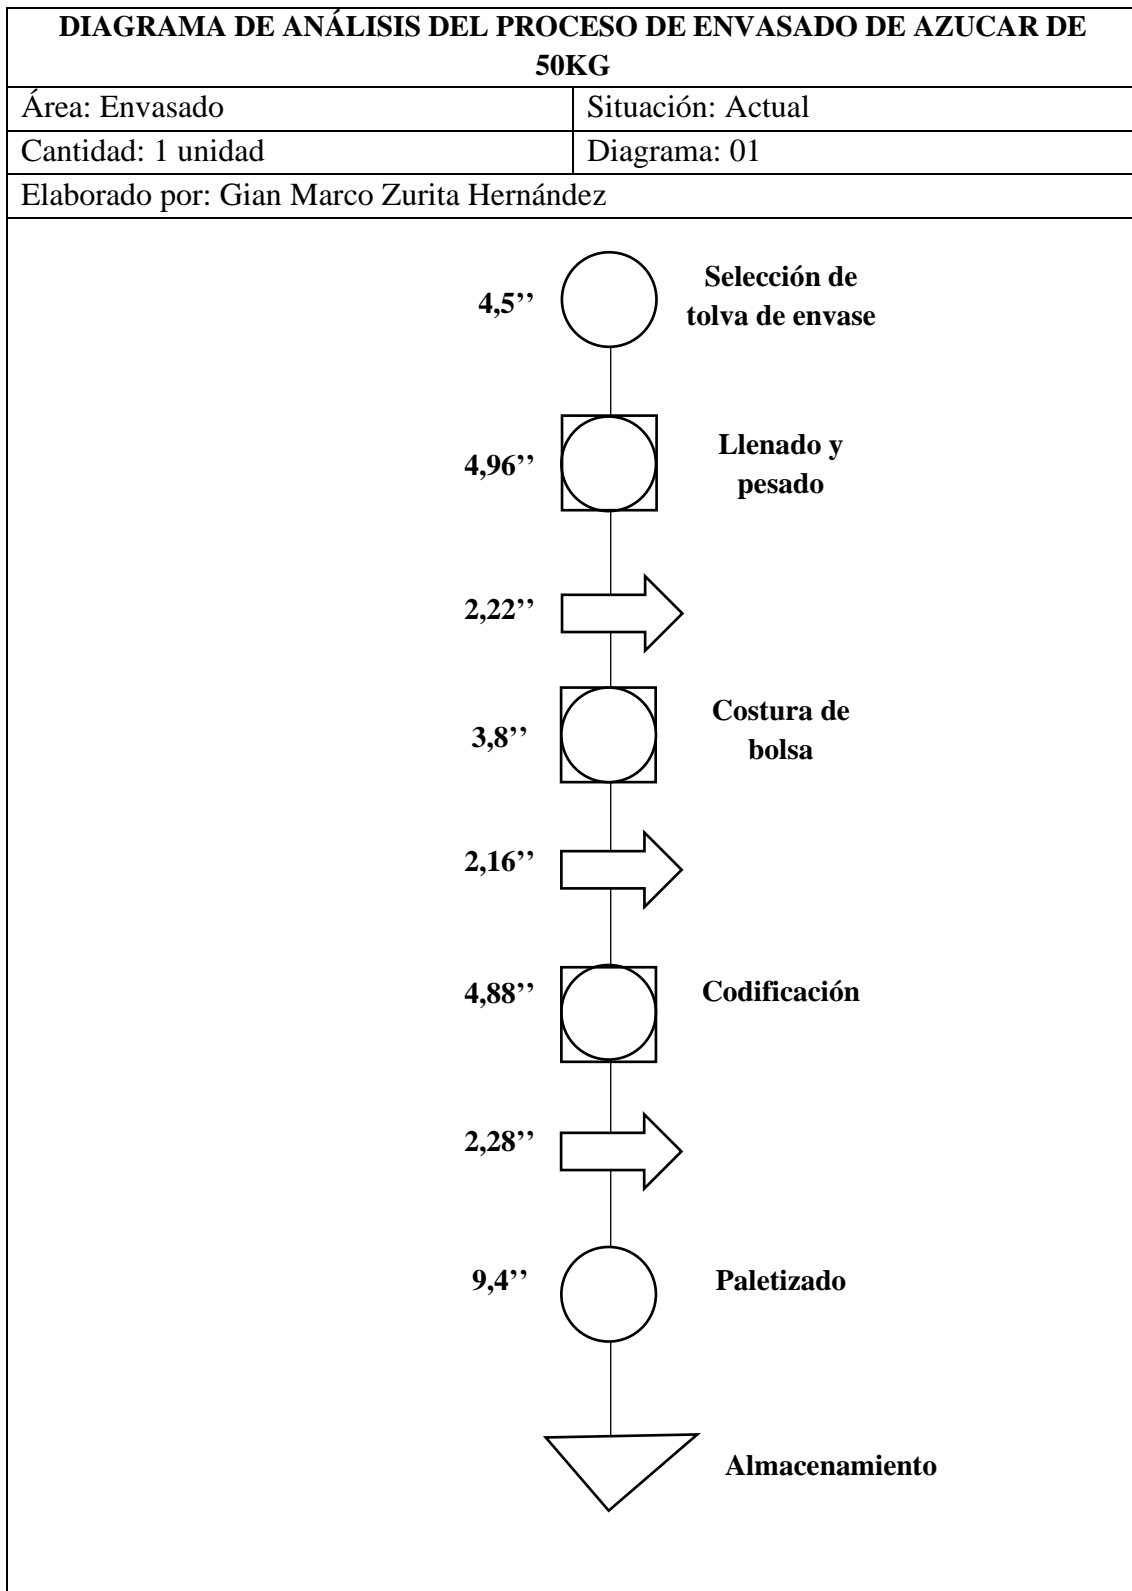 DIAGRAMA DE ANÁLISIS DEL PROCESO DE ENVASADO DE AZUCAR DE
50KG
Área: Envasado
Situación: Actual
Cantidad: 1 unidad
Diagrama: 01
Elaborado por: Gian Marco Zurita Hernández
4,5’’
Selección de
tolva de envase
4,96’’
Llenado y
pesado
2,22’’
3,8’’
Costura de
bolsa
2,16’’
4,88’’
Codificación
2,28’’
9,4’’
Paletizado
Almacenamiento